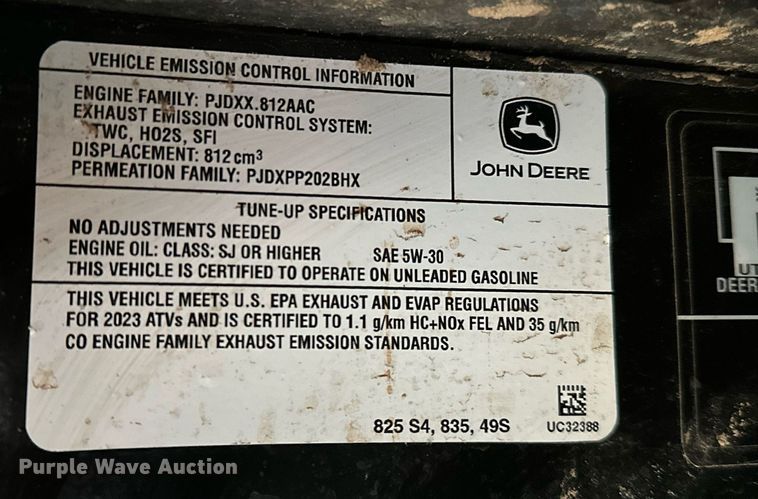 VEHICLE EMISSION CONTROL INFORMATION
ENGINE FAMILY: PJDXX.812AAC
EXHAUST EMISSION CONTROL SYSTEM:
TWC, HO2S, SFI
DISPLACEMENT: 812 cm³
PERMEATION FAMILY: PJDXPP202BHX
JOHN DEERE
TUNE-UP SPECIFICATIONS
NO ADJUSTMENTS NEEDED
ENGINE OIL: CLASS: SJ OR HIGHER SAE 5W-30
THIS VEHICLE IS CERTIFIED TO OPERATE ON UNLEADED GASOLINE
THIS VEHICLE MEETS U.S. EPA EXHAUST AND EVAP REGULATIONS
FOR 2023 ATVs AND IS CERTIFIED TO 1.1 g/km HC+NOx FEL AND 35 g/km
CO ENGINE FAMILY EXHAUST EMISSION STANDARDS.
825 S4, 835, 49S
UC32388
UT
DEER
Purple Wave Auction